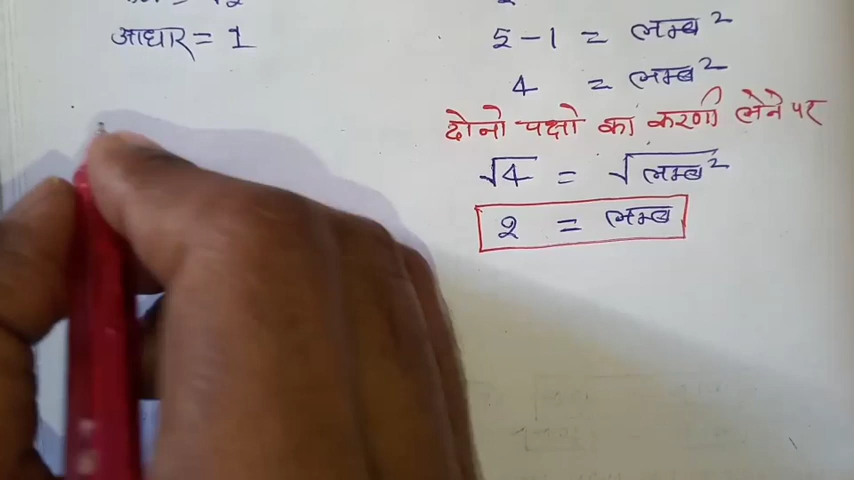 आधार = 1
5 - 1 = लम्ब²
4 = लम्ब²
दोनो पक्षो का करणी लेने पर
√4 = √लम्ब²
2 = लम्ब